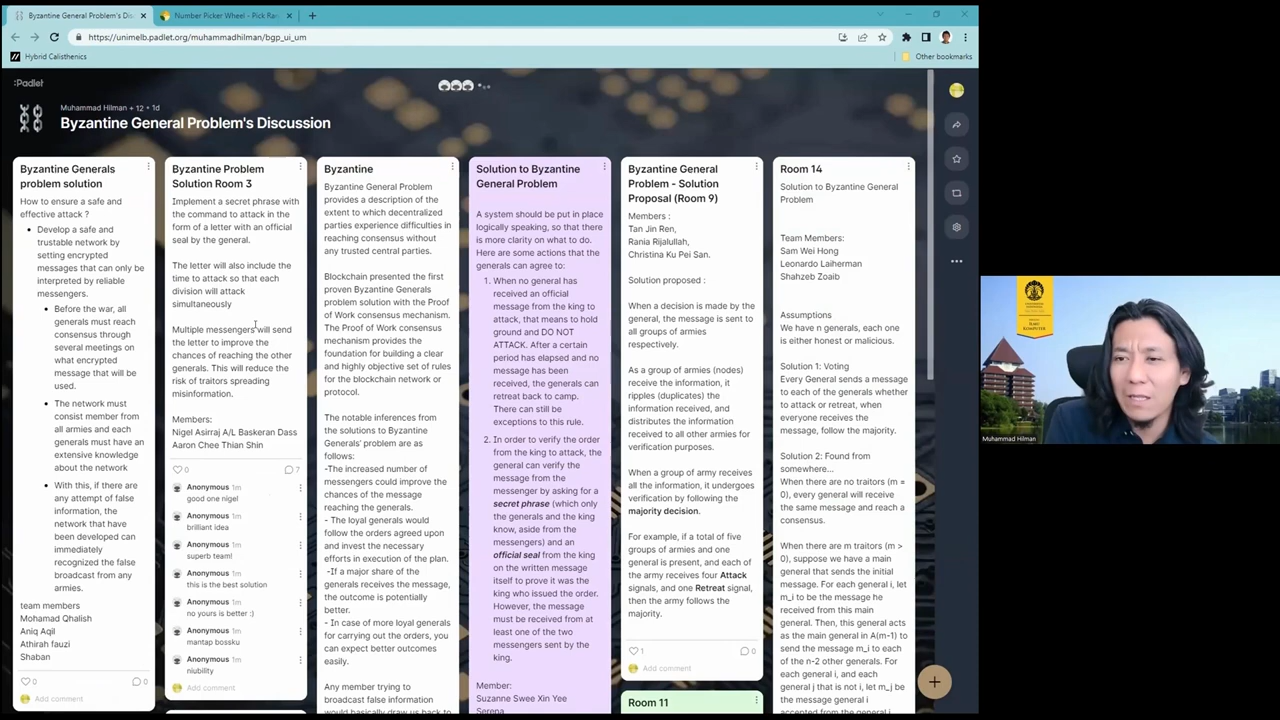 Byzantine General Problem's Dis
Number Picker Wheel - Pick Ra
https://unimelb.padlet.org/muhammadhilman/bgp_ui_um
Hybrid Calisthenics
Other bookmarks
:Padlet
Muhammad Hilman + 12 • 1d
Byzantine General Problem's Discussion
Byzantine Generals
problem solution
How to ensure a safe and
effective attack ?
Develop a safe and
trustable network by
setting encrypted
messages that can only be
interpreted by reliable
messengers.
Before the war, all
generals must reach
consensus through
several meetings on
what encrypted
message that will be
used.
The network must
consist member from
all armies and each
generals must have an
extensive knowledge
about the network
With this, if there are
any attempt of false
information, the
network that have
been developed can
immediately
recognized the false
broadcast from any
armies.
team members
Mohamad Qhalish
Aniq Aqil
Athirah fauzi
Shaban
0
0
Add comment
Byzantine Problem
Solution Room 3
Implement a secret phrase with
the command to attack in the
form of a letter with an official
seal by the general.
The letter will also include the
time to attack so that each
division will attack
simultaneously
Multiple messengers will send
the letter to improve the
chances of reaching the other
generals. This will reduce the
risk of traitors spreading
misinformation.
Members:
Nigel Asirraj A/L Baskeran Dass
Aaron Chee Thian Shin
0
7
Anonymous 1m
good one nigel
Anonymous 1m
brilliant idea
Anonymous 1m
superb team!
Anonymous 1m
this is the best solution
Anonymous 1m
no yours is better :)
Anonymous 1m
mantap bossku
Anonymous 1m
niubility
Add comment
Byzantine
Byzantine General Problem
provides a description of the
extent to which decentralized
parties experience difficulties in
reaching consensus without
any trusted central parties.
Blockchain presented the first
proven Byzantine Generals
problem solution with the Proof
of Work consensus mechanism.
The Proof of Work consensus
mechanism provides the
foundation for building a clear
and highly objective set of rules
for the blockchain network or
protocol.
The notable inferences from
the solutions to Byzantine
Generals' problem are as
follows:
-The increased number of
messengers could improve the
chances of the message
reaching the generals.
- The loyal generals would
follow the orders agreed upon
and invest the necessary
efforts in execution of the plan.
-If a major share of the
generals receives the message,
the outcome is potentially
better.
- In case of more loyal generals
for carrying out the orders, you
can expect better outcomes
easily.
Any member trying to
broadcast false information
would basically draw us back to
Solution to Byzantine
General Problem
A system should be put in place
logically speaking, so that there
is more clarity on what to do.
Here are some actions that the
generals can agree to:
1. When no general has
received an official
message from the king to
attack, that means to hold
ground and DO NOT
ATTACK. After a certain
period has elapsed and no
message has been
received, the generals can
retreat back to camp.
There can still be
exceptions to this rule.
2. In order to verify the order
from the king to attack, the
general can verify the
message from the
messenger by asking for a
secret phrase (which only
the generals and the king
know, aside from the
messengers) and an
official seal from the king
on the written message
itself to prove it was the
king who issued the order.
However, the message
must be received from at
least one of the two
messengers sent by the
king.
Member:
Suzanne Swee Xin Yee
Serena
Byzantine General
Problem - Solution
Proposal (Room 9)
Members :
Tan Jin Ren,
Rania Rijalullah,
Christina Ku Pei San.
Solution proposed :
When a decision is made by the
general, the message is sent to
all groups of armies
respectively.
As a group of armies (nodes)
receive the information, it
ripples (duplicates) the
information received, and
distributes the information
received to all other armies for
verification purposes.
When a group of army receives
all the information, it undergoes
verification by following the
majority decision.
For example, if a total of five
groups of armies and one
general is present, and each of
the army receives four Attack
signals, and one Retreat signal,
then the army follows the
majority.
1
0
Add comment
Room 11
Room 14
Solution to Byzantine General
Problem
Team Members:
Sam Wei Hong
Leonardo Laiherman
Shahzeb Zoaib
Assumptions
We have n generals, each one
is either honest or malicious.
Solution 1: Voting
Every General sends a message
to each of the generals whether
to attack or retreat, when
everyone receives the
message, follow the majority.
Solution 2: Found from
somewhere...
When there are no traitors (m =
0), every general will receive
the same message and reach a
consensus.
When there are m traitors (m >
0), suppose we have a main
general that sends the initial
message. For each general i, let
m_i to be the message he
received from this main
general. Then, this general acts
as the main general in A(m-1) to
send the message m_i to each
of the n-2 other generals. For
each general i, and each
general j that is not i, let m_j be
the message general i
accepted from the general j
ILMU
KOMPUTER
Muhammad Hilman